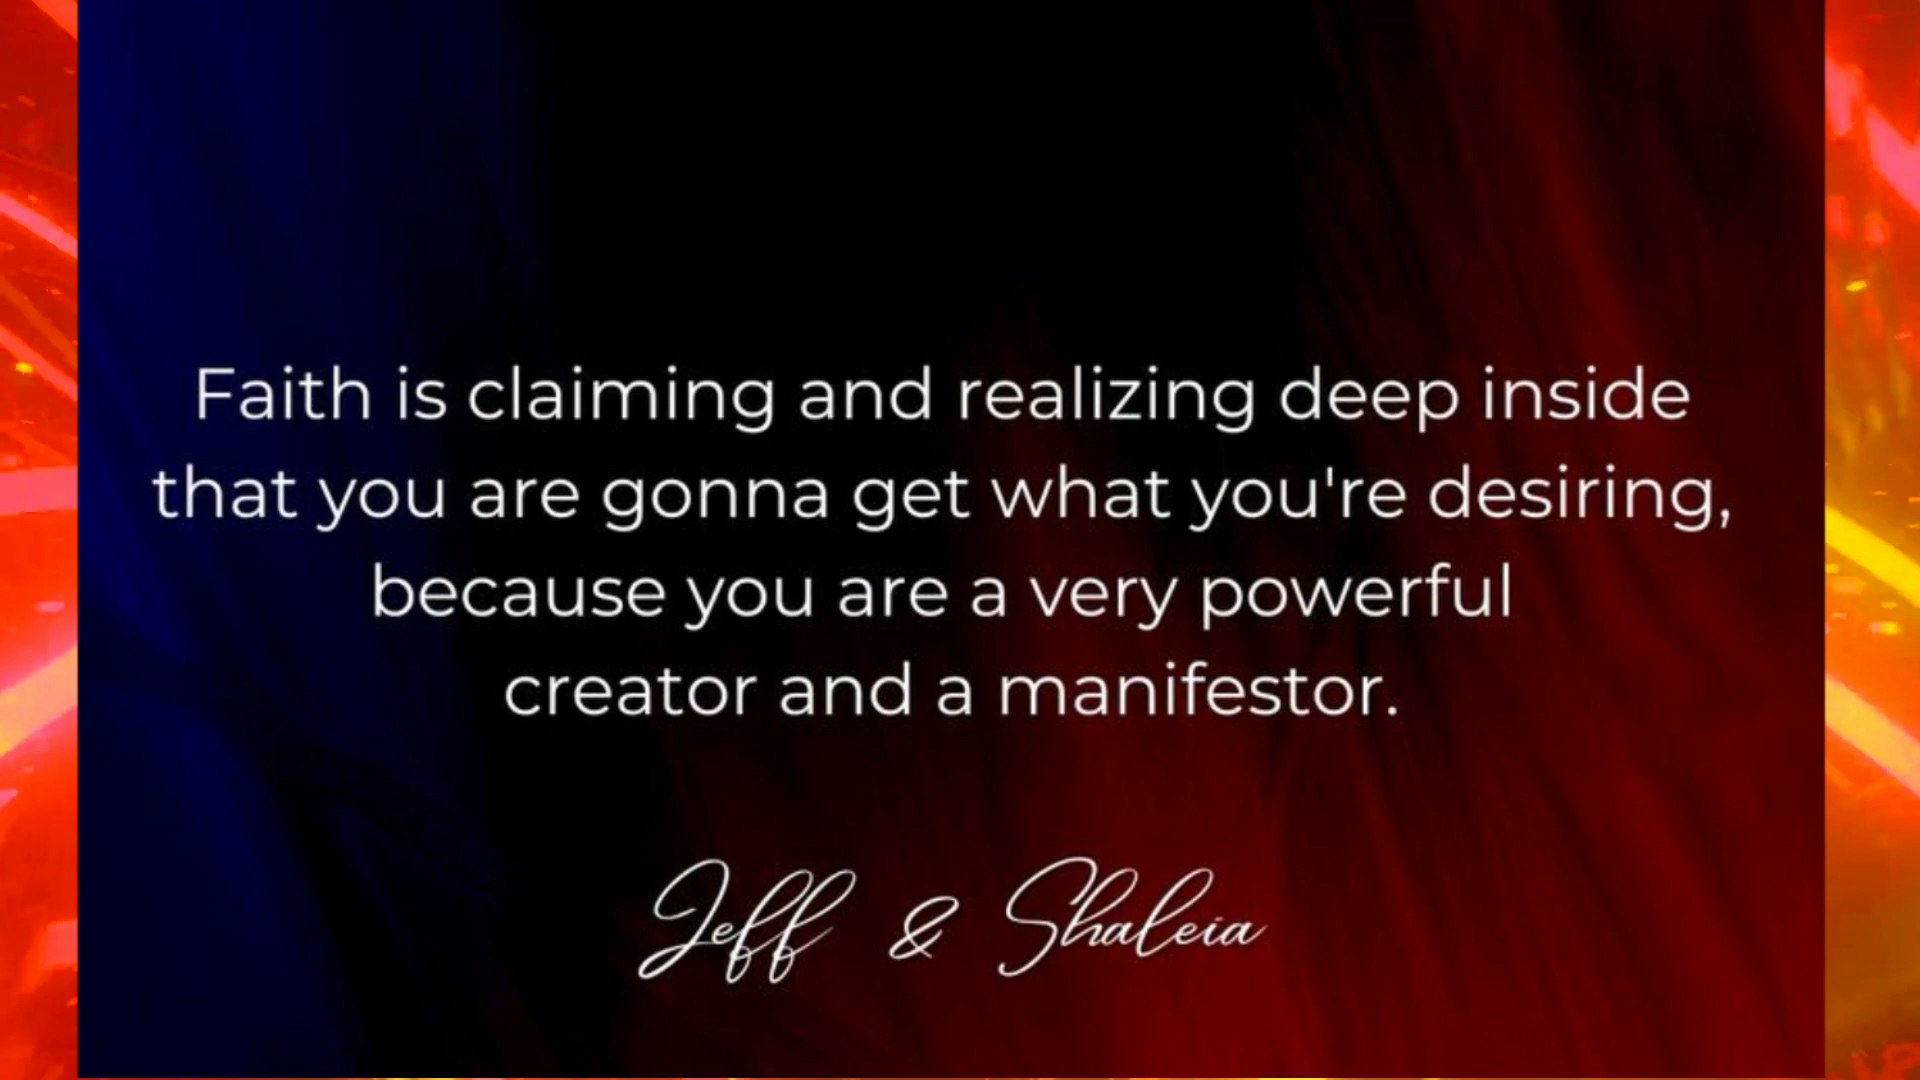 Faith is claiming and realizing deep inside
that you are gonna get what you're desiring,
because you are a very powerful
creator and a manifestor.
Jeff & Shaleia